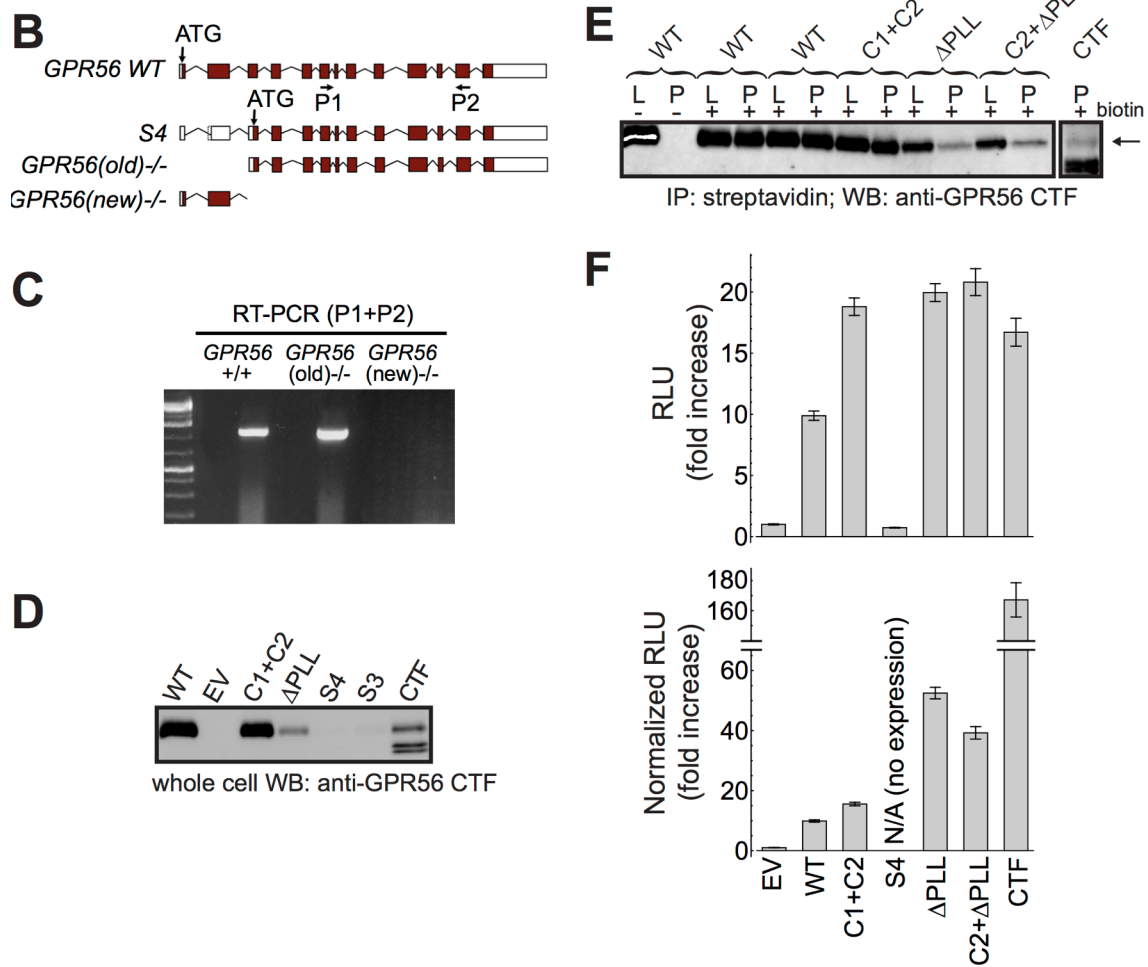 B
ATG
GPR56 WT
P1 P2
ATG
S4
GPR56(old)-/-
GPR56(new)-/-
C
RT-PCR (P1+P2)
GPR56 GPR56 GPR56
+/+ (old)-/- (new)-/-
D
WT EV C1+C2 ΔPLL S4 S3 CTF
whole cell WB: anti-GPR56 CTF
E
WT WT WT C1+C2 ΔPLL C2+ΔPLL CTF
L P L P L P L P L P L P P
- - + + + + + + + + + + + biotin
IP: streptavidin; WB: anti-GPR56 CTF
F
RLU
(fold increase)
20
15
10
5
0
Normalized RLU
(fold increase)
180
160
60
40
20
0
N/A (no expression)
EV WT C1+C2 S4 ΔPLL C2+ΔPLL CTF